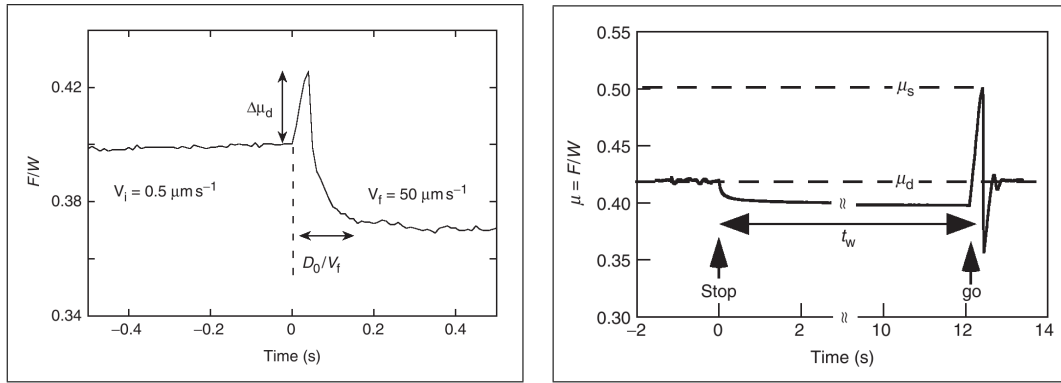 0.42
0.38
0.34
F/W
Δμd
Vi = 0.5 μm s−1
Vf = 50 μm s−1
D0/Vf
−0.4
−0.2
0
0.2
0.4
Time (s)
0.55
0.50
0.45
0.40
0.35
0.30
μ = F/W
μs
μd
tw
Stop
go
−2
0
2
≈
≈
10
12
14
Time (s)